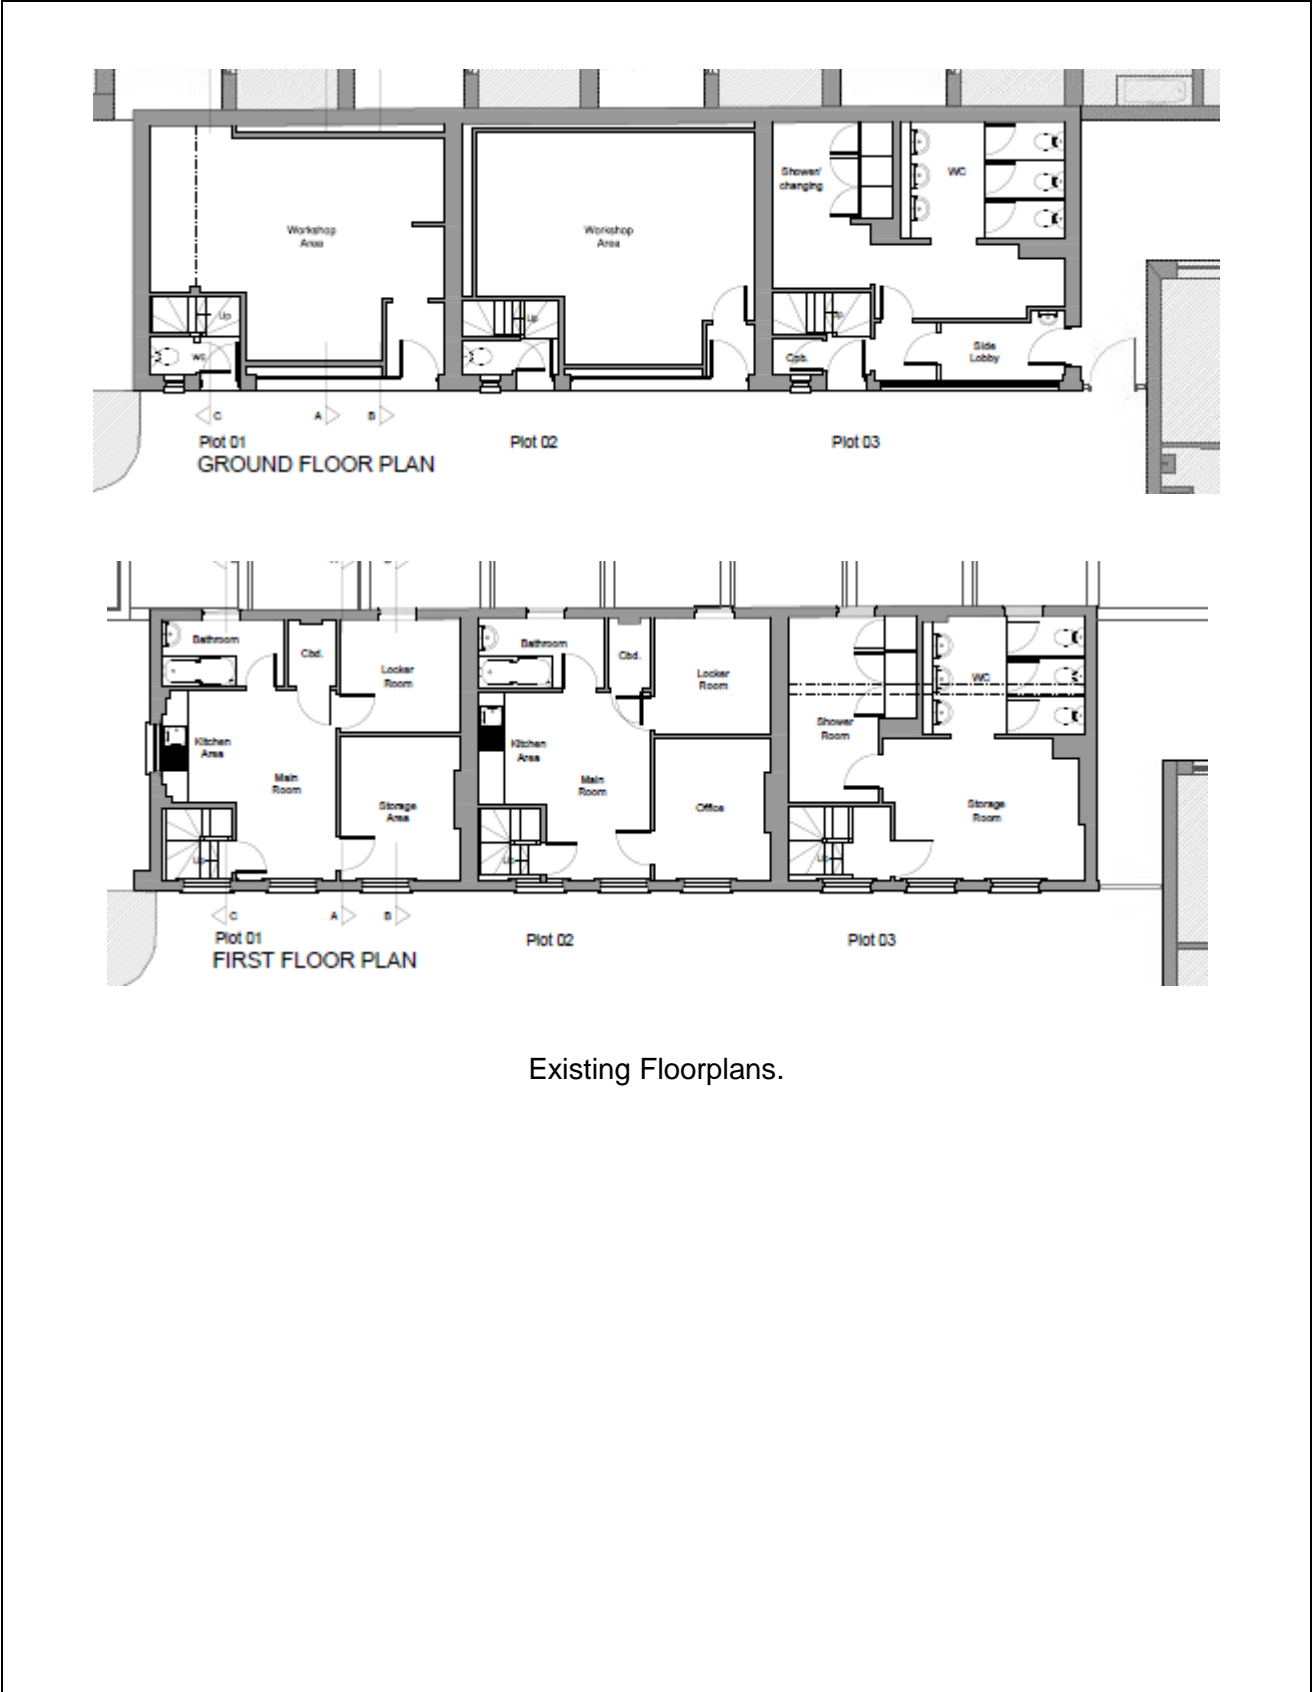 Workshop
Area
Workshop
Area
Shower/
changing
WC
Up
Up
Up
WC
Cpb.
Side
Lobby
C
A
B
Plot 01
Plot 02
Plot 03
GROUND FLOOR PLAN
Bathroom
Cbd.
Locker
Room
Bathroom
Cbd.
Locker
Room
WC
Shower
Room
Kitchen
Area
Main
Room
Storage
Area
Kitchen
Area
Main
Room
Office
Storage
Room
Up
Up
Up
C
A
B
Plot 01
Plot 02
Plot 03
FIRST FLOOR PLAN
Existing Floorplans.